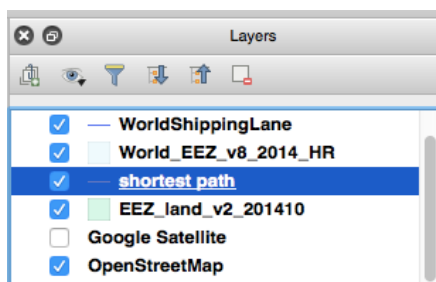 Layers
WorldShippingLane
World_EEZ_v8_2014_HR
shortest path
EEZ_land_v2_201410
Google Satellite
OpenStreetMap